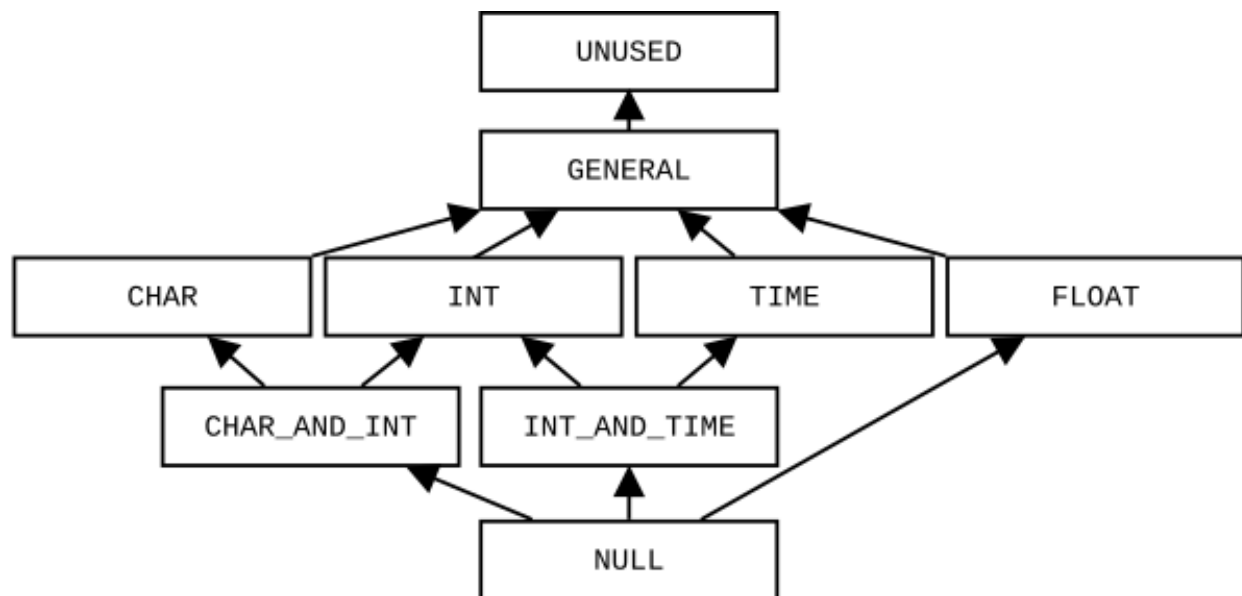 UNUSED
GENERAL
CHAR
INT
TIME
FLOAT
CHAR_AND_INT
INT_AND_TIME
NULL